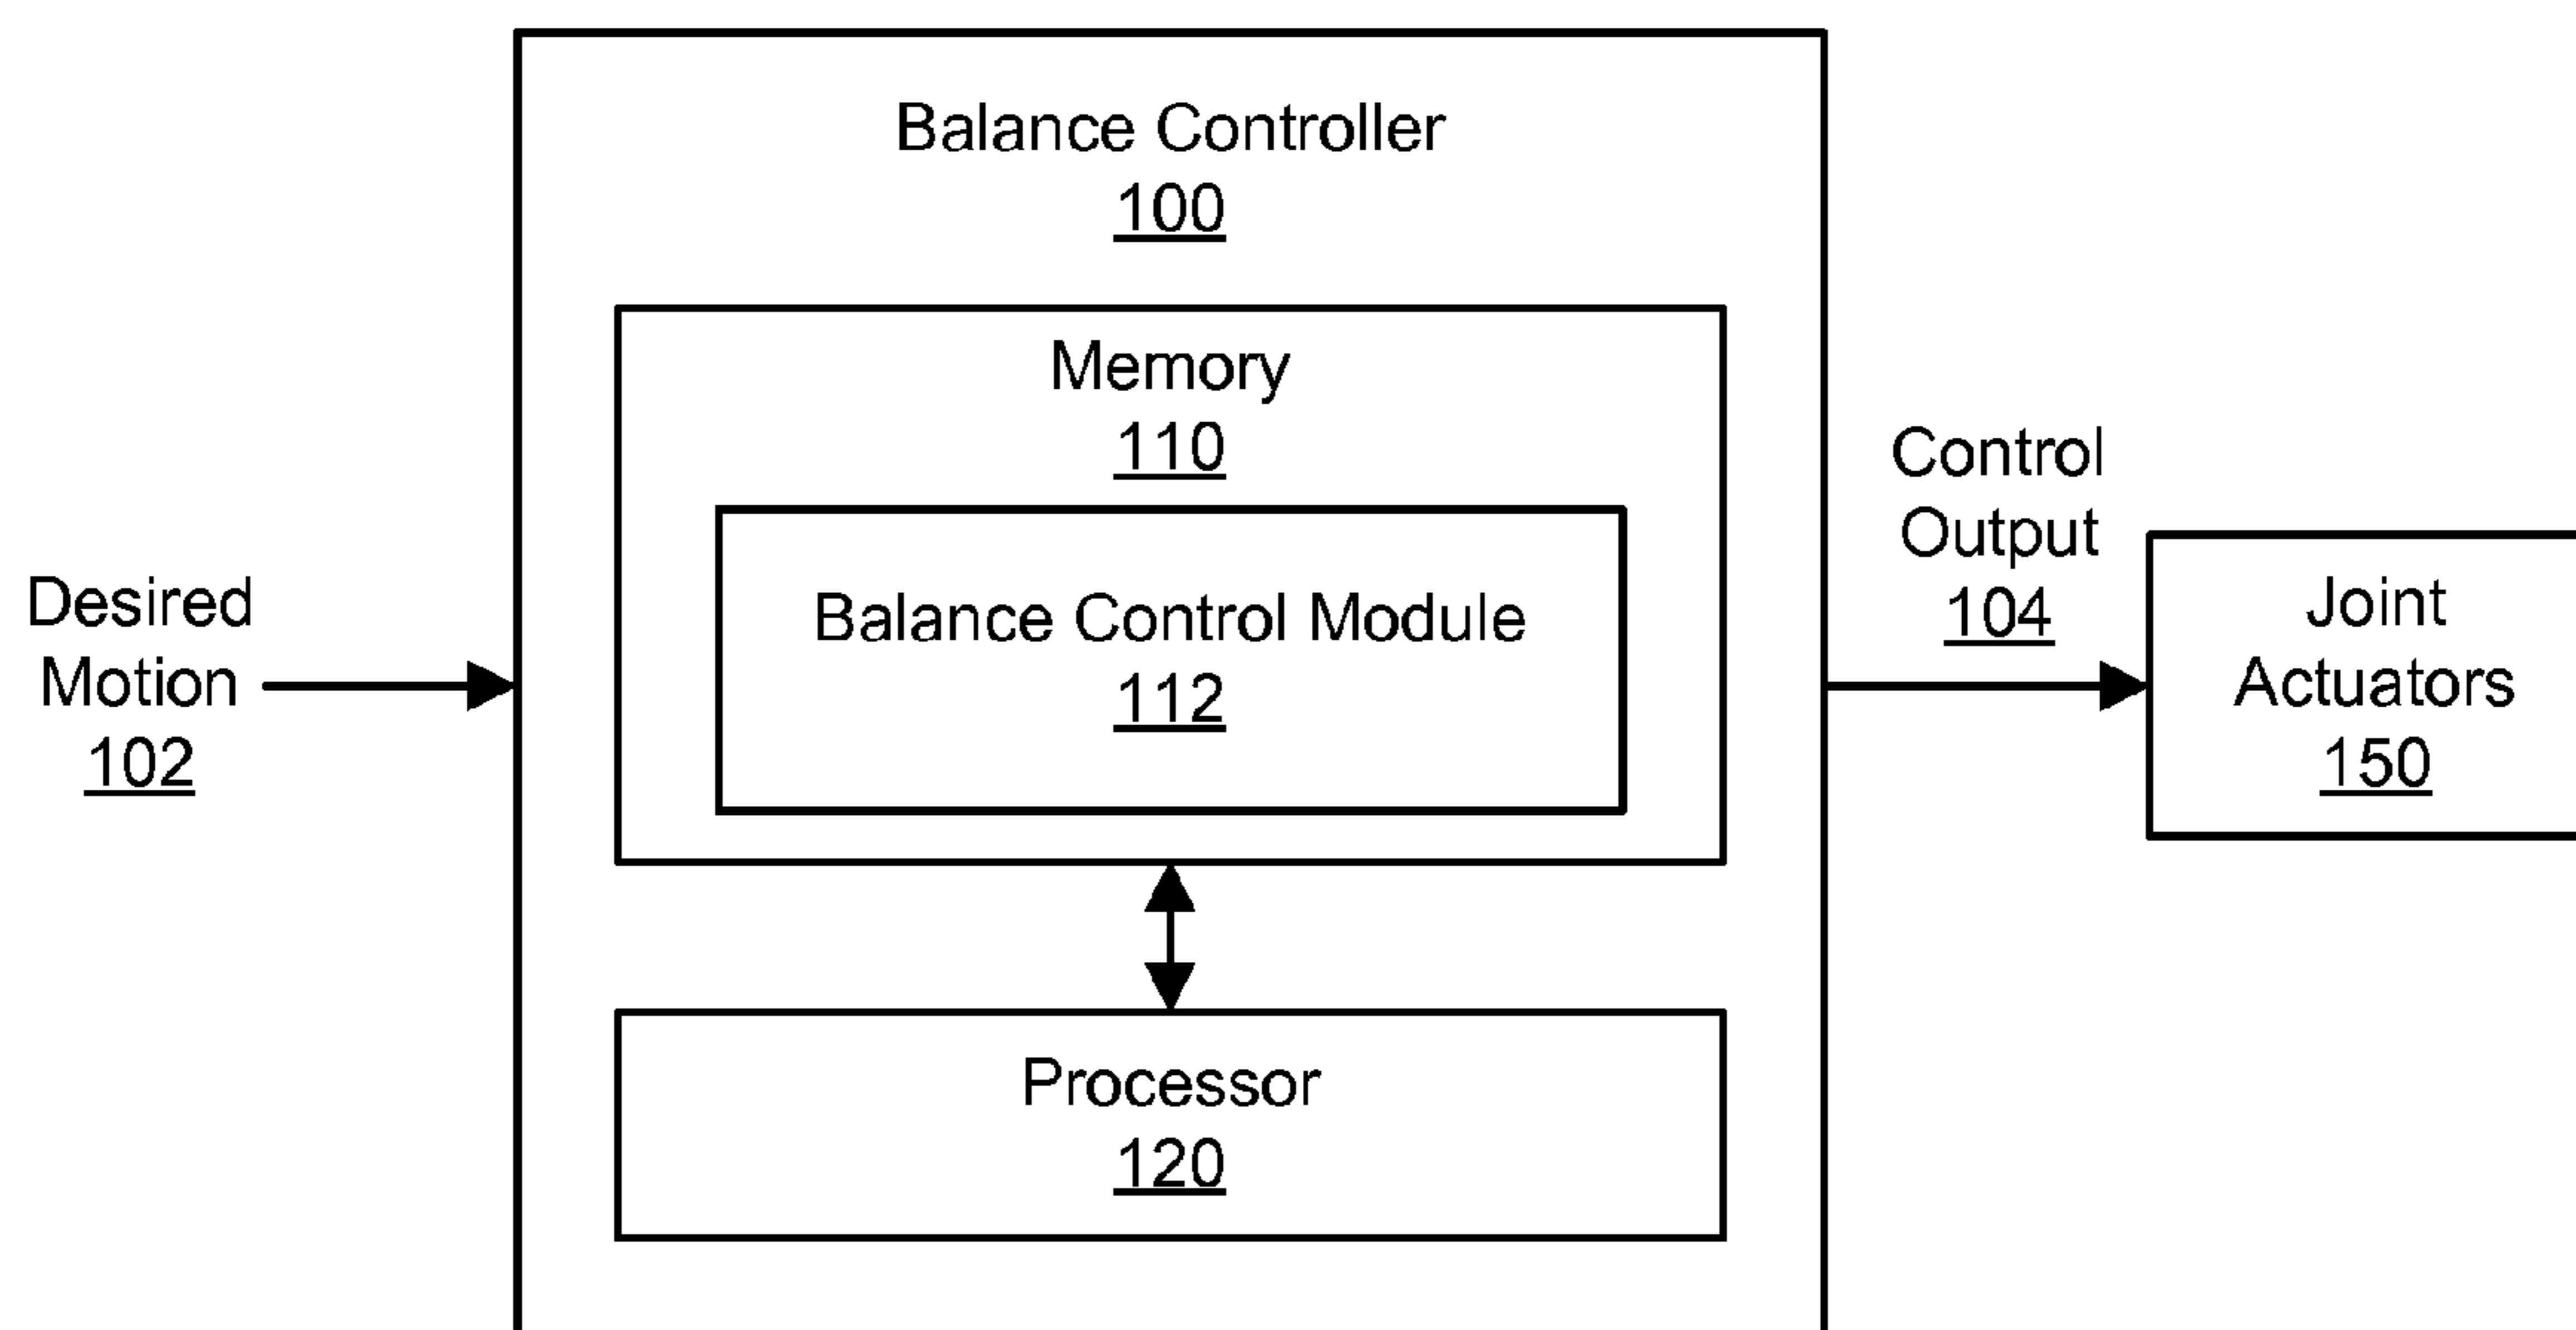 Balance Controller
100
Memory
110
Balance Control Module
112
Processor
120
Desired
Motion
102
Control
Output
104
Joint
Actuators
150